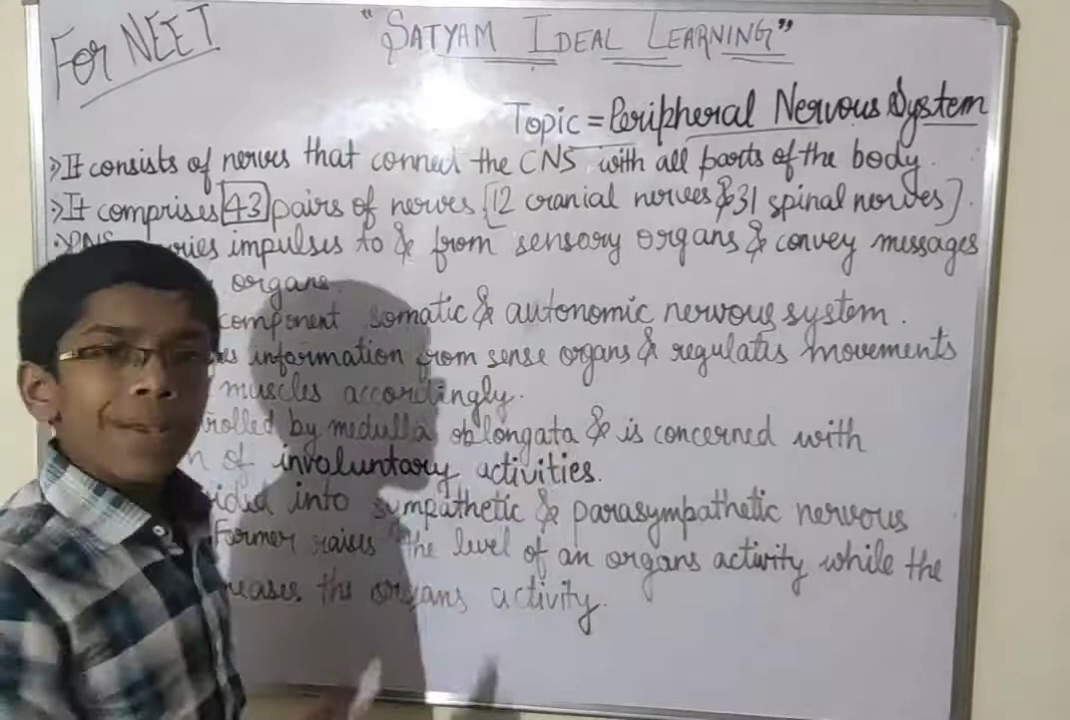 For NEET
"SATYAM IDEAL LEARNING"
Topic = Peripheral Nervous System
» It consists of nerves that connect the CNS with all parts of the body.
» It comprises 43 pairs of nerves [12 cranial nerves & 31 spinal nerves].
PNS impulses to & from sensory organs & convey messages
organs.
component somatic & autonomic nervous system.
information from sense organs & regulates movements
muscles accordingly.
by medulla oblongata & is concerned with
of involuntary activities.
into sympathetic & parasympathetic nervous
Former raises the level of an organs activity while the
the organs activity.